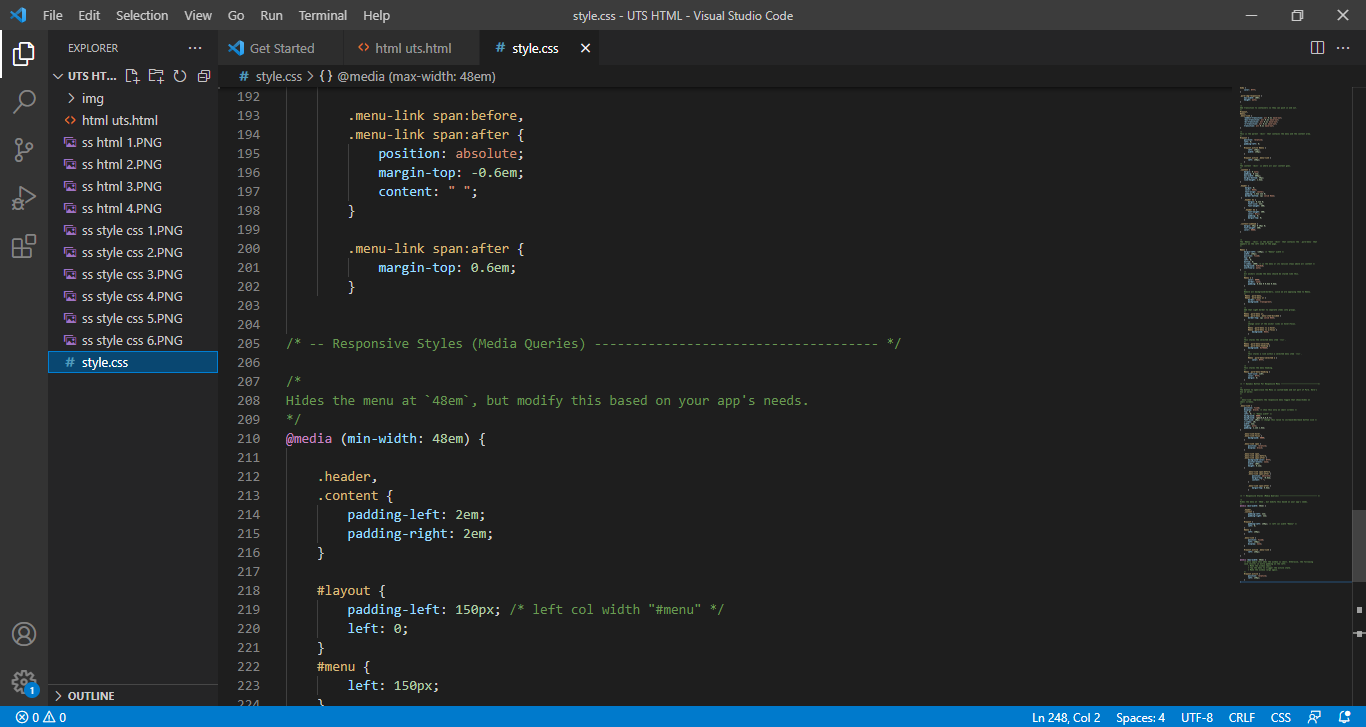 File Edit Selection View Go Run Terminal Help
style.css - UTS HTML - Visual Studio Code
EXPLORER
UTS HT...
img
html uts.html
ss html 1.PNG
ss html 2.PNG
ss html 3.PNG
ss html 4.PNG
ss style css 1.PNG
ss style css 2.PNG
ss style css 3.PNG
ss style css 4.PNG
ss style css 5.PNG
ss style css 6.PNG
# style.css
OUTLINE
Get Started
html uts.html
# style.css
# style.css > {} @media (max-width: 48em)
192
193 .menu-link span:before,
194 .menu-link span:after {
195 position: absolute;
196 margin-top: -0.6em;
197 content: " ";
198 }
199
200 .menu-link span:after {
201 margin-top: 0.6em;
202 }
203
204
205 /* -- Responsive Styles (Media Queries) ------------------------------------- */
206
207 /*
208 Hides the menu at `48em`, but modify this based on your app's needs.
209 */
210 @media (min-width: 48em) {
211
212 .header,
213 .content {
214 padding-left: 2em;
215 padding-right: 2em;
216 }
217
218 #layout {
219 padding-left: 150px; /* left col width "#menu" */
220 left: 0;
221 }
222 #menu {
223 left: 150px;
224 }
1
0 0
Ln 248, Col 2 Spaces: 4 UTF-8 CRLF CSS